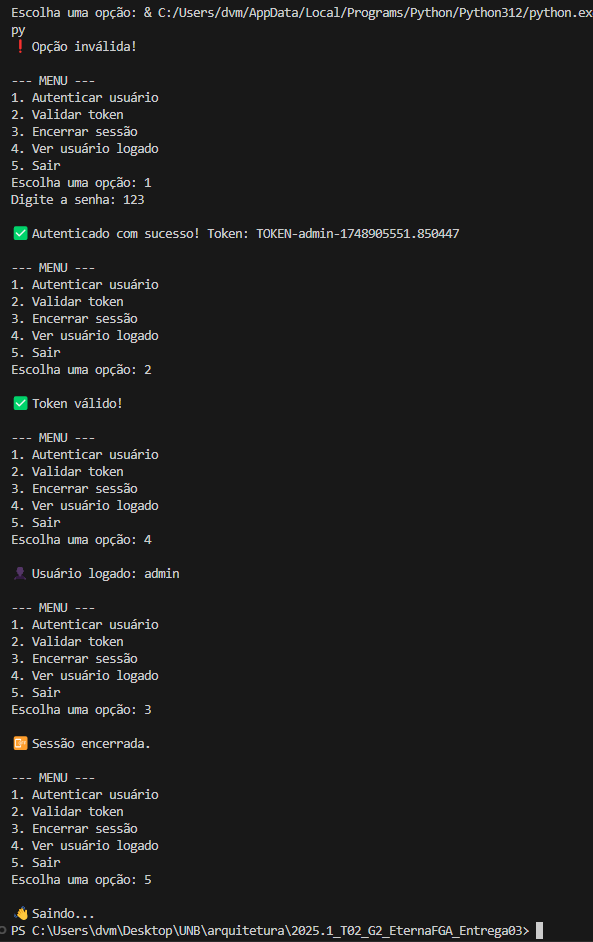 Escolha uma opção: & C:/Users/dvm/AppData/Local/Programs/Python/Python312/python.exe
py
❗ Opção inválida!
--- MENU ---
1. Autenticar usuário
2. Validar token
3. Encerrar sessão
4. Ver usuário logado
5. Sair
Escolha uma opção: 1
Digite a senha: 123
✅ Autenticado com sucesso! Token: TOKEN-admin-1748905551.850447
--- MENU ---
1. Autenticar usuário
2. Validar token
3. Encerrar sessão
4. Ver usuário logado
5. Sair
Escolha uma opção: 2
✅ Token válido!
--- MENU ---
1. Autenticar usuário
2. Validar token
3. Encerrar sessão
4. Ver usuário logado
5. Sair
Escolha uma opção: 4
👤 Usuário logado: admin
--- MENU ---
1. Autenticar usuário
2. Validar token
3. Encerrar sessão
4. Ver usuário logado
5. Sair
Escolha uma opção: 3
Sessão encerrada.
--- MENU ---
1. Autenticar usuário
2. Validar token
3. Encerrar sessão
4. Ver usuário logado
5. Sair
Escolha uma opção: 5
👋 Saindo...
PS C:\Users\dvm\Desktop\UNB\arquitetura\2025.1_T02_G2_EternaFGA_Entrega03>